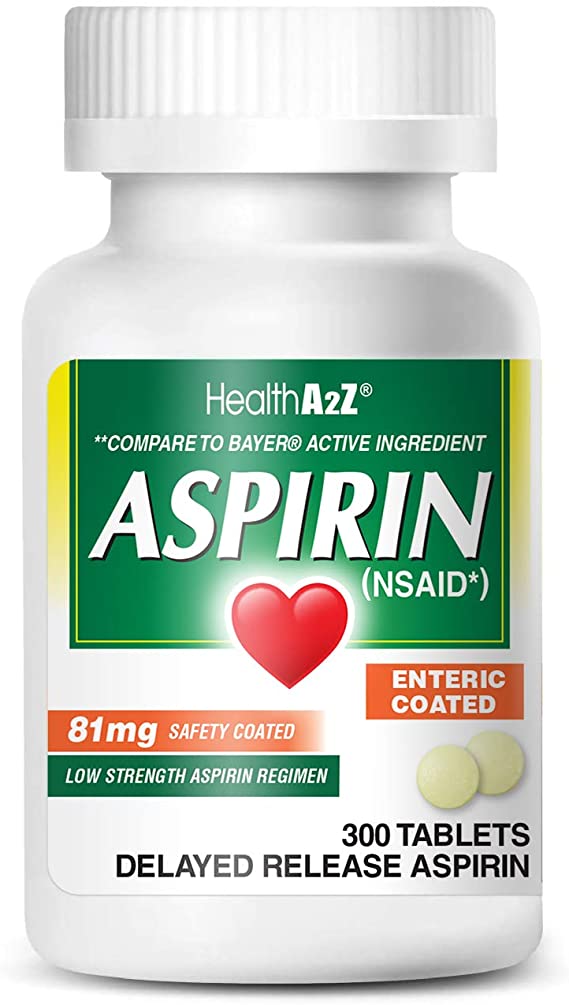 HealthA2Z®
**COMPARE TO BAYER® ACTIVE INGREDIENT
ASPIRIN
(NSAID*)
ENTERIC
COATED
81mg SAFETY COATED
LOW STRENGTH ASPIRIN REGIMEN
300 TABLETS
DELAYED RELEASE ASPIRIN